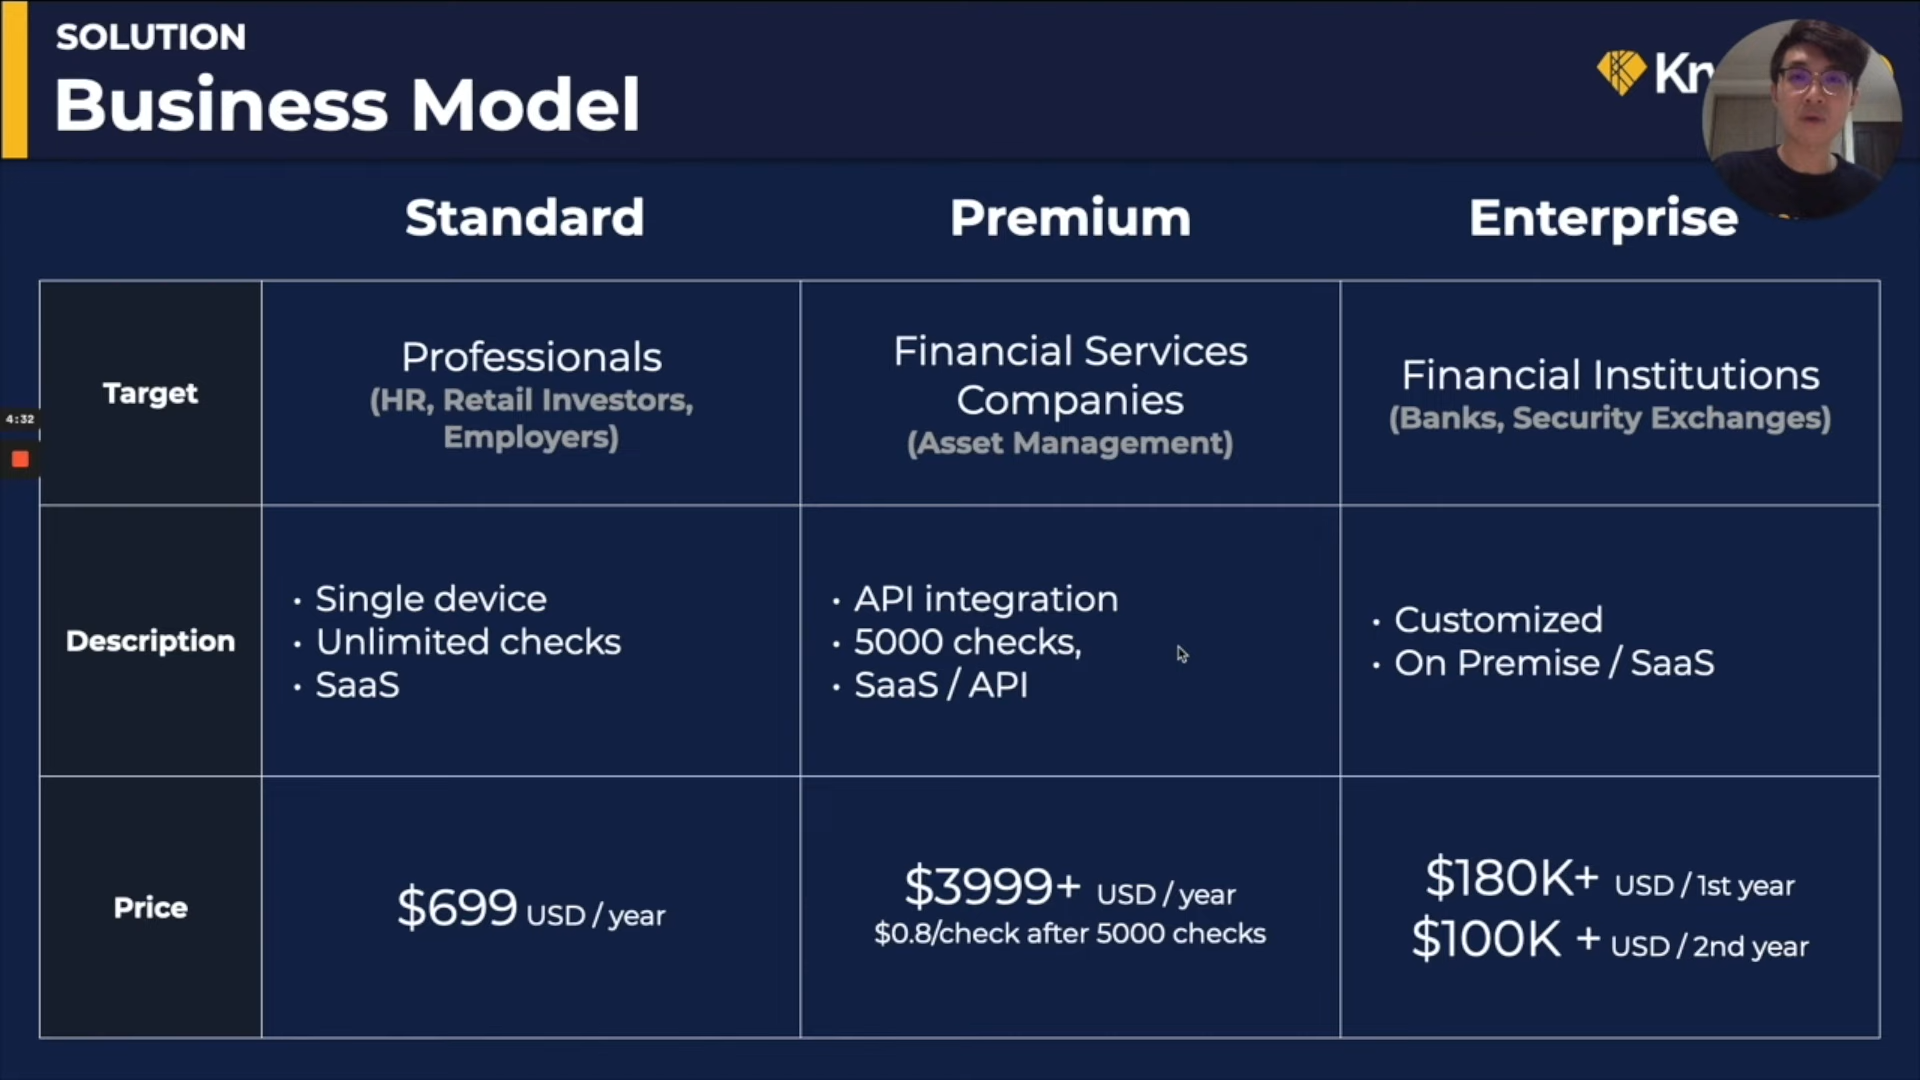 SOLUTION
Business Model
Standard
Premium
Enterprise
Target
Professionals
(HR, Retail Investors,
Employers)
Financial Services
Companies
(Asset Management)
Financial Institutions
(Banks, Security Exchanges)
4:32
Description
• Single device
• Unlimited checks
• SaaS
• API integration
• 5000 checks,
• SaaS / API
• Customized
• On Premise / SaaS
Price
$699 USD / year
$3999+ USD / year
$0.8/check after 5000 checks
$180K+ USD / 1st year
$100K + USD / 2nd year